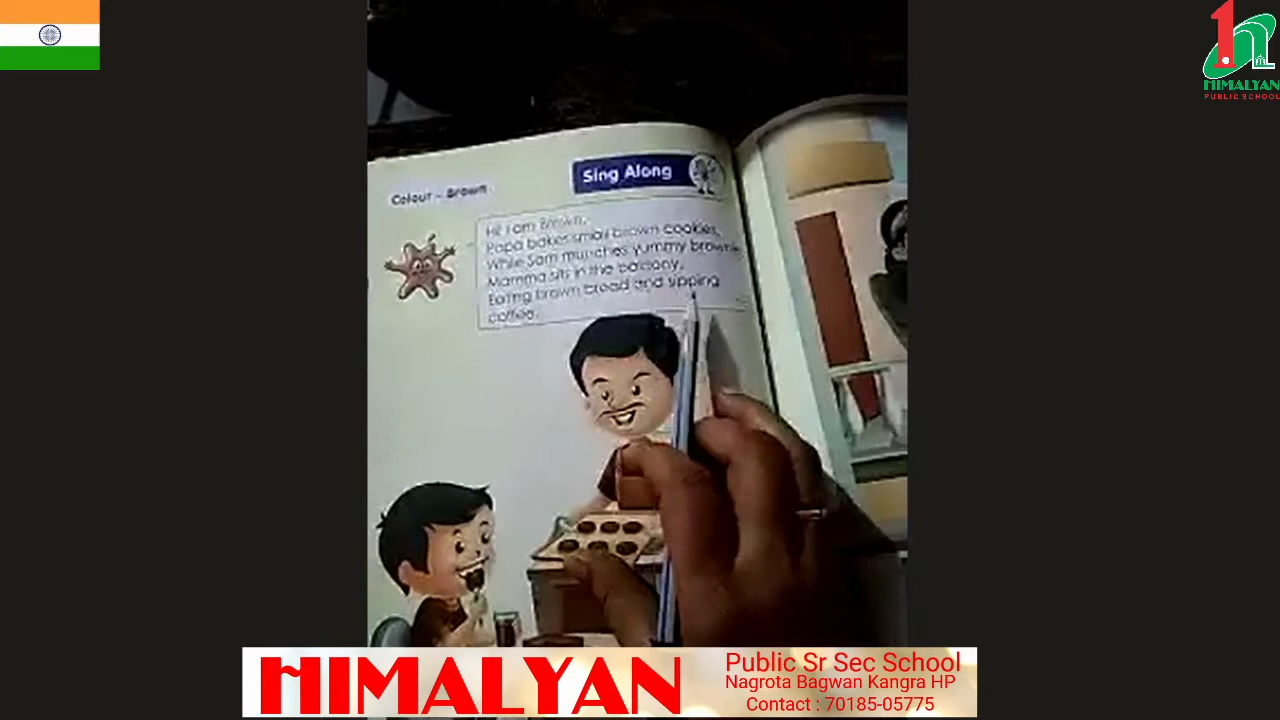 HIMALYAN
PUBLIC SCHOOL
Sing Along
Colour - Brown
Hi! I am Brown,
Papa bakes small brown cookies,
While Sam munches yummy brownie
Mamma sits in the balcony,
Eating brown bread and sipping
coffee.
HIMALYAN
Public Sr Sec School
Nagrota Bagwan Kangra HP
Contact : 70185-05775